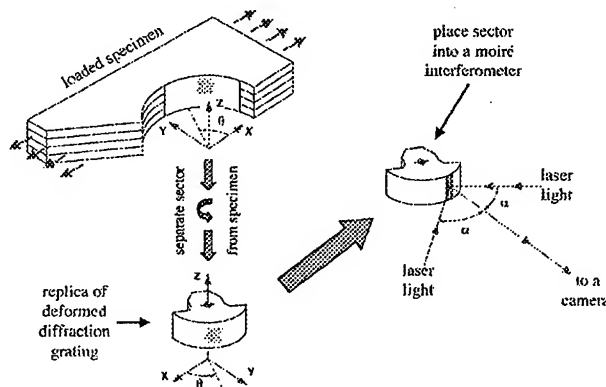 loaded specimen
Z
θ
Y
X
separate sector
from specimen
replica of
deformed
diffraction
grating
Z
X
Y
θ
place sector
into a moiré
interferometer
laser
light
α
α
laser
light
to a
camera